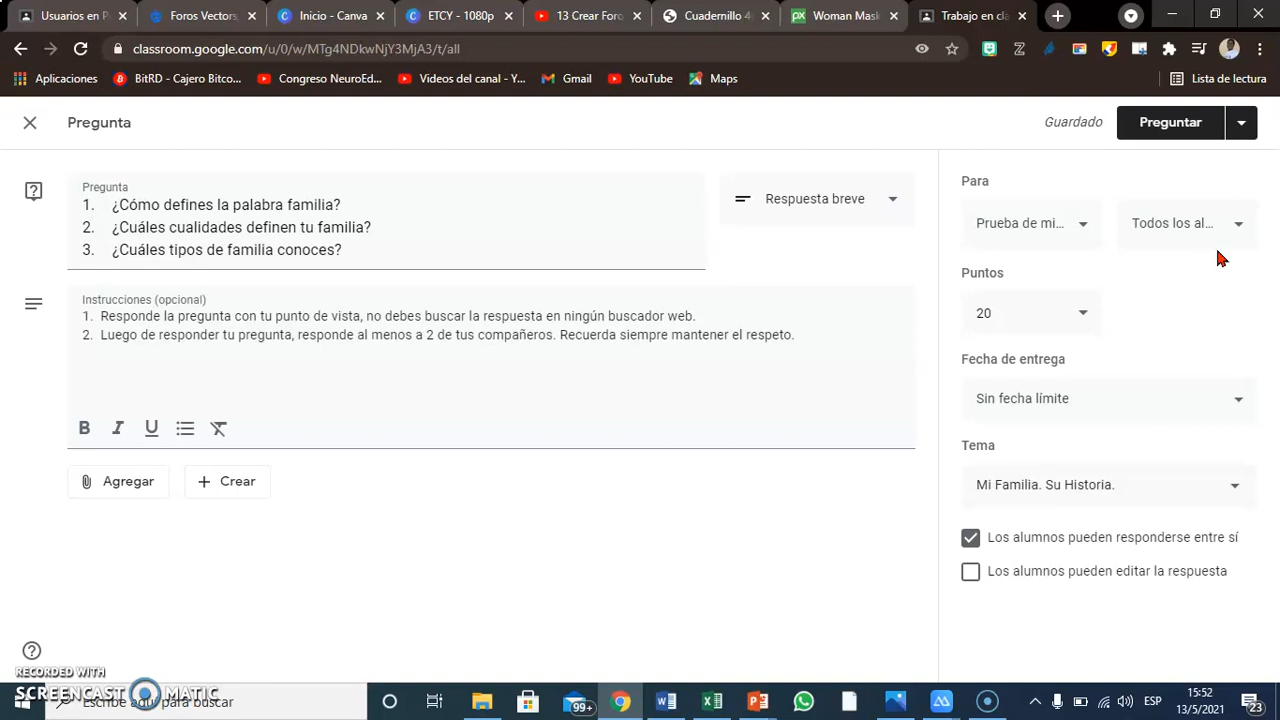 Usuarios en P
Foros Vectors,
Inicio - Canva
ETCY - 1080p
13 Crear Foro
Cuadernillo 4
Woman Mask
Trabajo en cl
classroom.google.com/u/0/w/MTg4NDkwNjY3MjA3/t/all
Aplicaciones
BitRD - Cajero Bitco...
Congreso NeuroEd...
Videos del canal - Y...
Gmail
YouTube
Maps
Lista de lectura
Pregunta
Guardado
Preguntar
Pregunta
1. ¿Cómo defines la palabra familia?
2. ¿Cuáles cualidades definen tu familia?
3. ¿Cuáles tipos de familia conoces?
Respuesta breve
Instrucciones (opcional)
1. Responde la pregunta con tu punto de vista, no debes buscar la respuesta en ningún buscador web.
2. Luego de responder tu pregunta, responde al menos a 2 de tus compañeros. Recuerda siempre mantener el respeto.
B I U
Agregar
Crear
Para
Prueba de mi...
Todos los al...
Puntos
20
Fecha de entrega
Sin fecha límite
Tema
Mi Familia. Su Historia.
Los alumnos pueden responderse entre sí
Los alumnos pueden editar la respuesta
RECORDED WITH
SCREENCAST MATIC
Escribe aquí para buscar
99+
ESP
15:52
13/5/2021
23